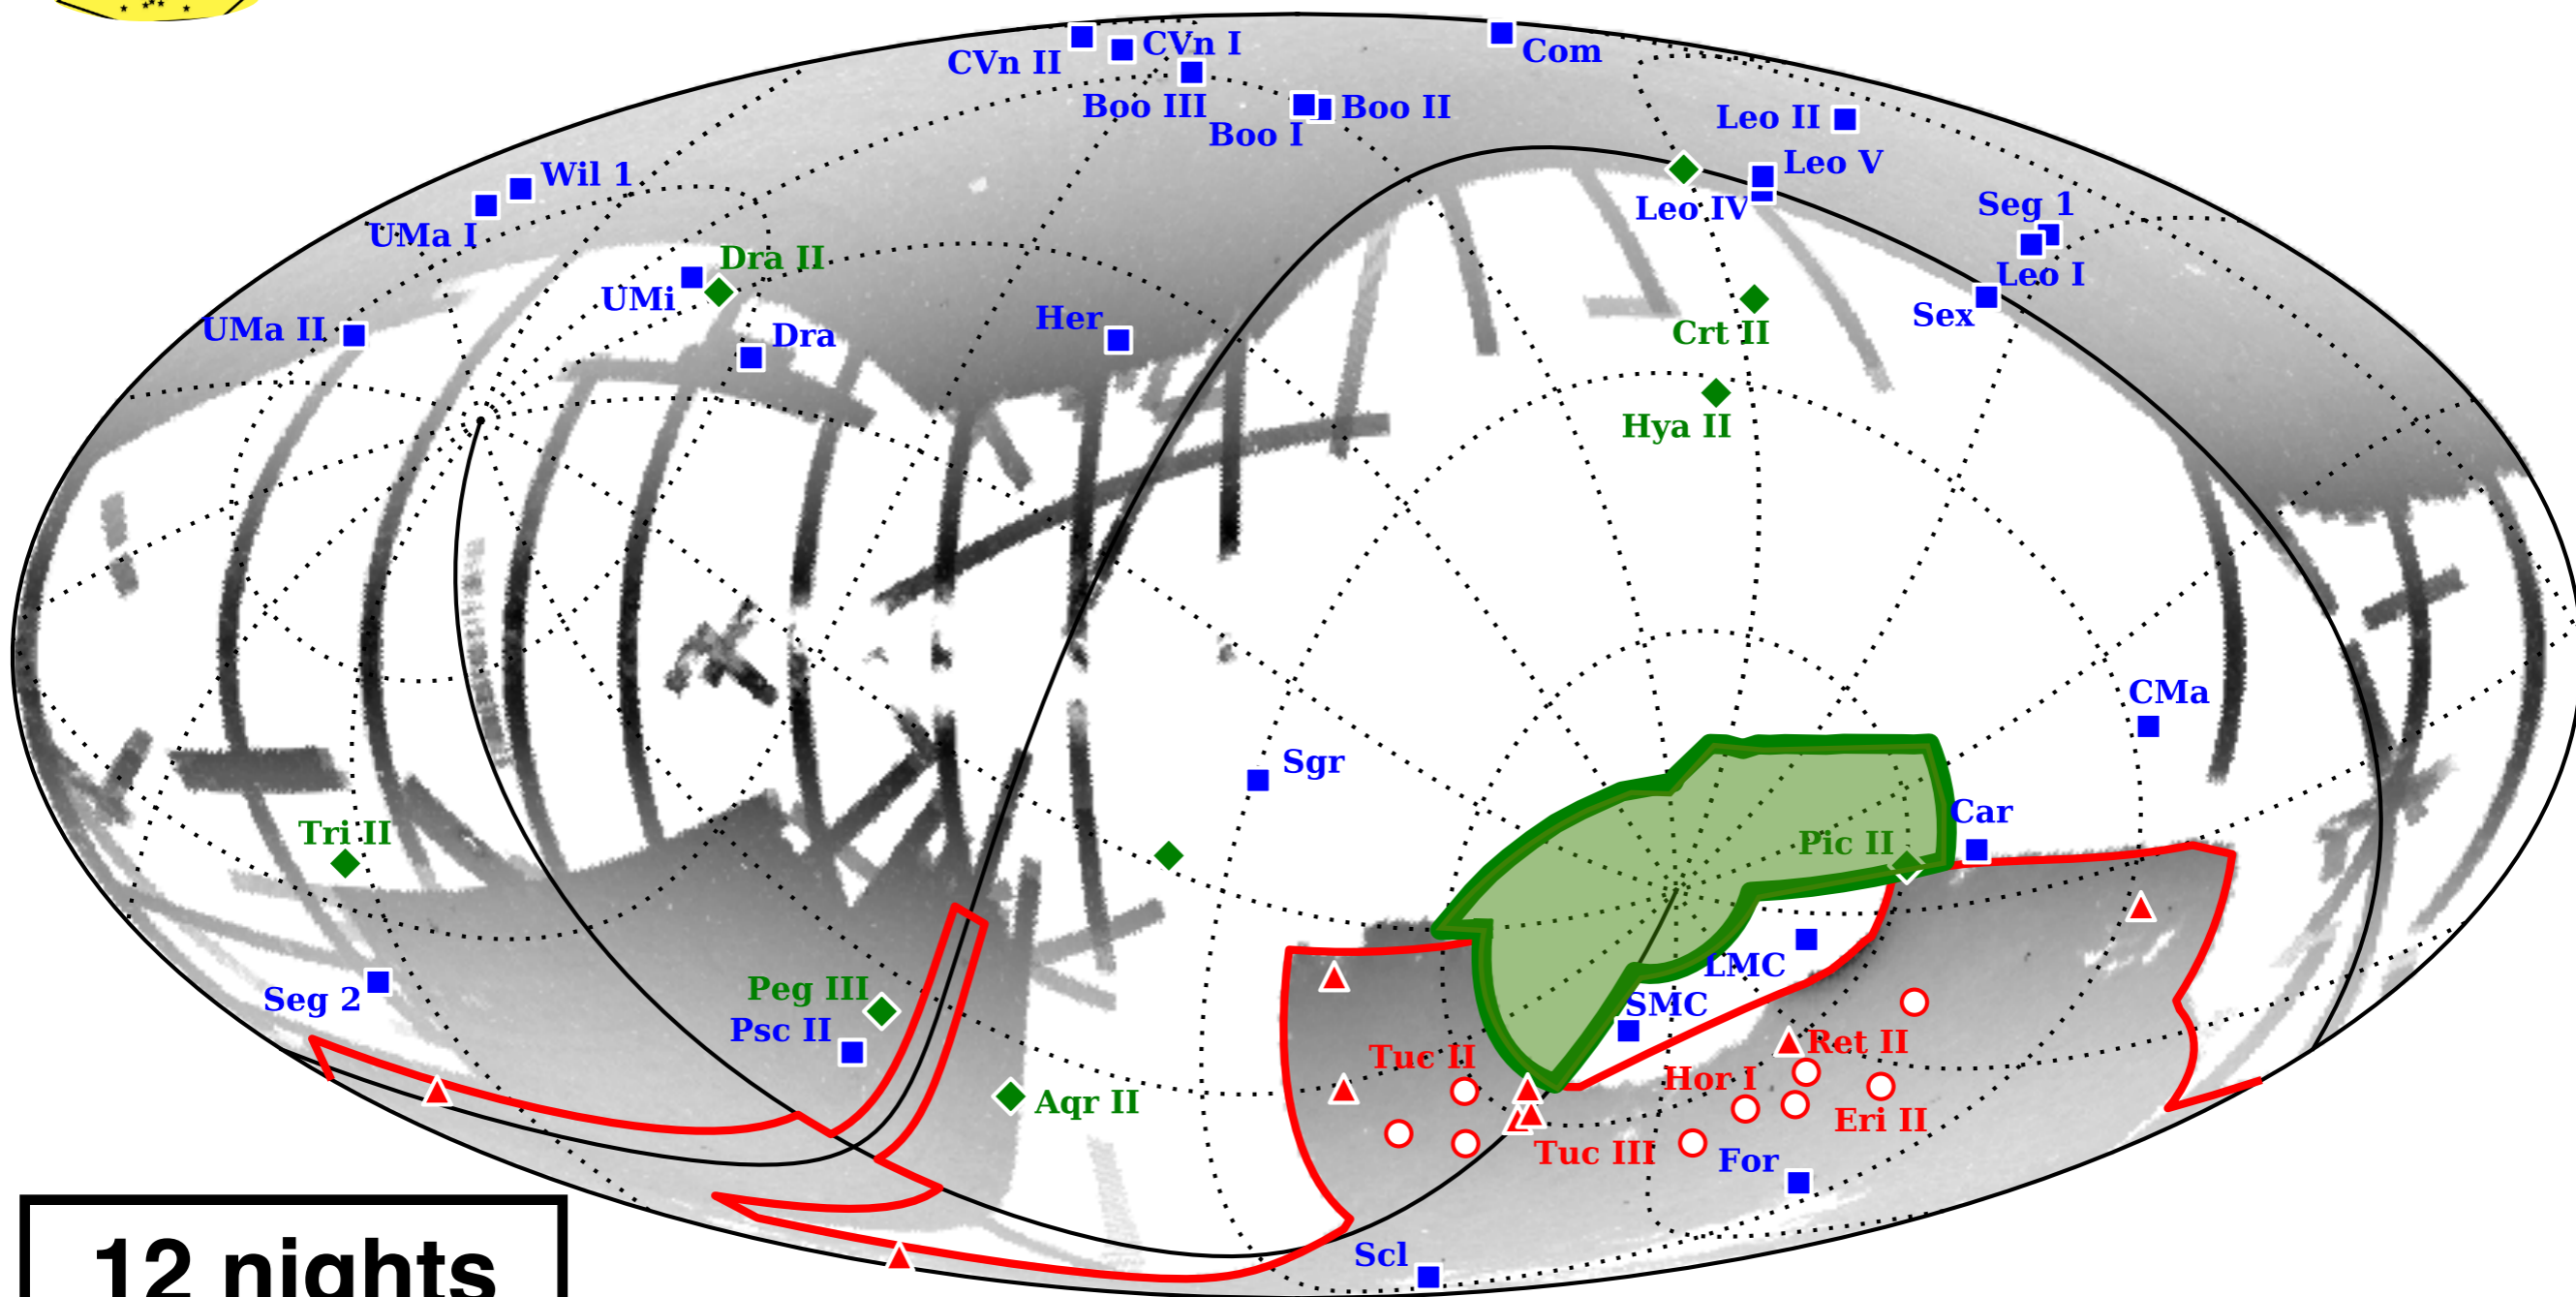 CVn II
CVn I
Com
Boo III
Boo I
Boo II
Leo II
Leo V
Leo IV
Wil 1
UMa I
Seg 1
Leo I
Sex
Dra II
UMi
UMa II
Dra
Her
Crt II
Hya II
CMa
Sgr
Car
Pic II
Tri II
LMC
SMC
Seg 2
Peg III
Psc II
Tuc II
Ret II
Hor I
Aqr II
Eri II
Tuc III
For
Scl
12 nights